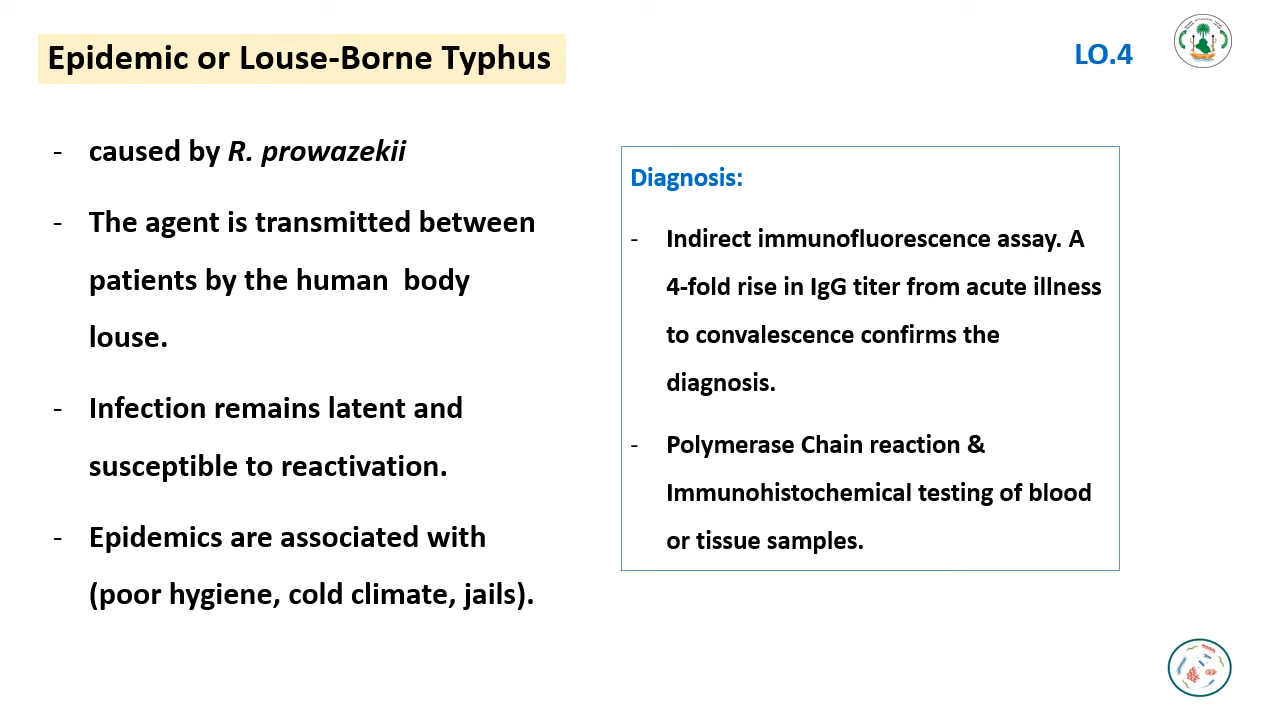 Epidemic or Louse-Borne Typhus
LO.4
- caused by R. prowazekii
- The agent is transmitted between
patients by the human body
louse.
- Infection remains latent and
susceptible to reactivation.
- Epidemics are associated with
(poor hygiene, cold climate, jails).
Diagnosis:
- Indirect immunofluorescence assay. A
4-fold rise in IgG titer from acute illness
to convalescence confirms the
diagnosis.
- Polymerase Chain reaction &
Immunohistochemical testing of blood
or tissue samples.